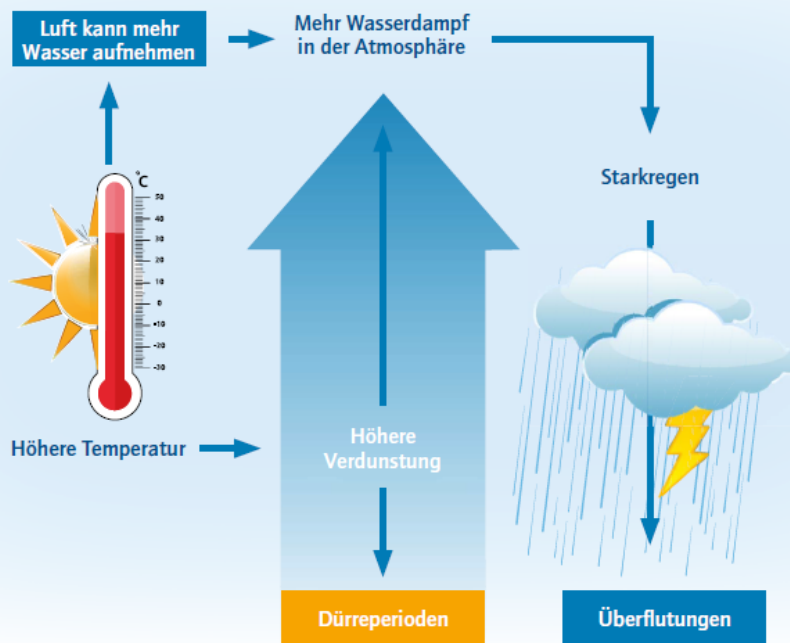 Luft kann mehr
Wasser aufnehmen
Mehr Wasserdampf
in der Atmosphäre
Starkregen
°C
50
40
30
20
10
0
-10
-20
-30
Höhere Temperatur
Höhere
Verdunstung
Dürreperioden
Überflutungen